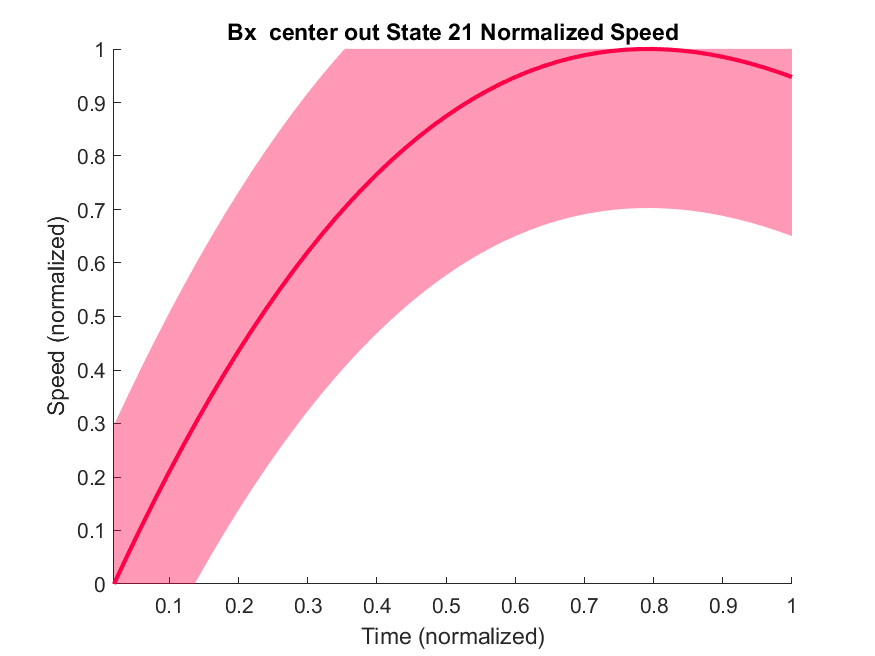 Bx  center out State 21 Normalized Speed
1
0.9
0.8
0.7
0.6
0.5
0.4
0.3
0.2
0.1
0
Speed (normalized)
0.1 0.2 0.3 0.4 0.5 0.6 0.7 0.8 0.9 1
Time (normalized)